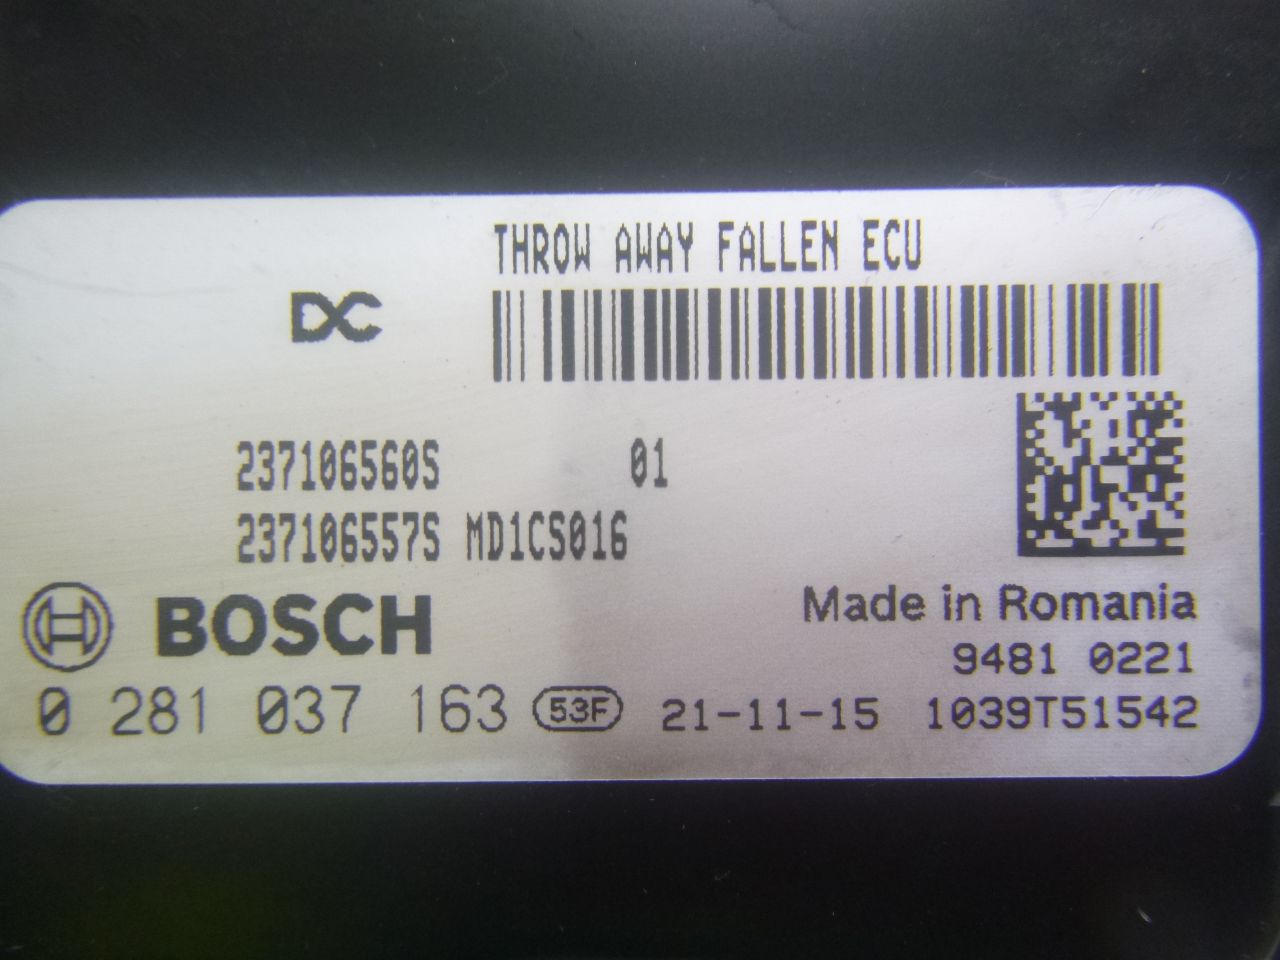 THROW AWAY FALLEN ECU
DC
237106560S 01
237106557S MD1CS016
BOSCH
Made in Romania
9481 0221
0 281 037 163 53F 21-11-15 1039T51542